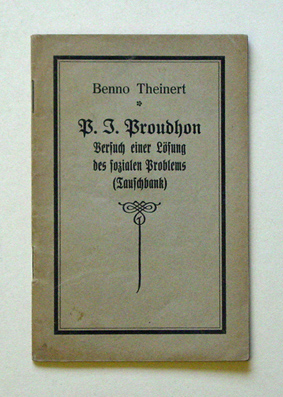 Benno Theinert
*
P. J. Proudhon
Versuch einer Lösung
des sozialen Problems
(Tauschbank)